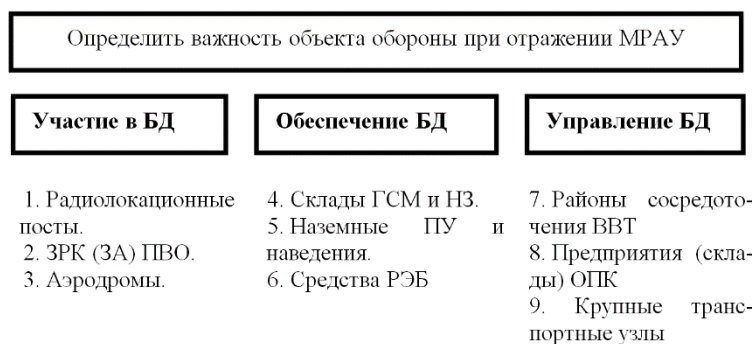 Определить важность объекта обороны при отражении МРАУ
Участие в БД
Обеспечение БД
Управление БД
1. Радиолокационные
посты.
2. ЗРК (ЗА) ПВО.
3. Аэродромы.
4. Склады ГСМ и НЗ.
5. Наземные ПУ и
наведения.
6. Средства РЭБ
7. Районы сосредото-
чения ВВТ
8. Предприятия (скла-
ды) ОПК
9. Крупные транс-
портные узлы